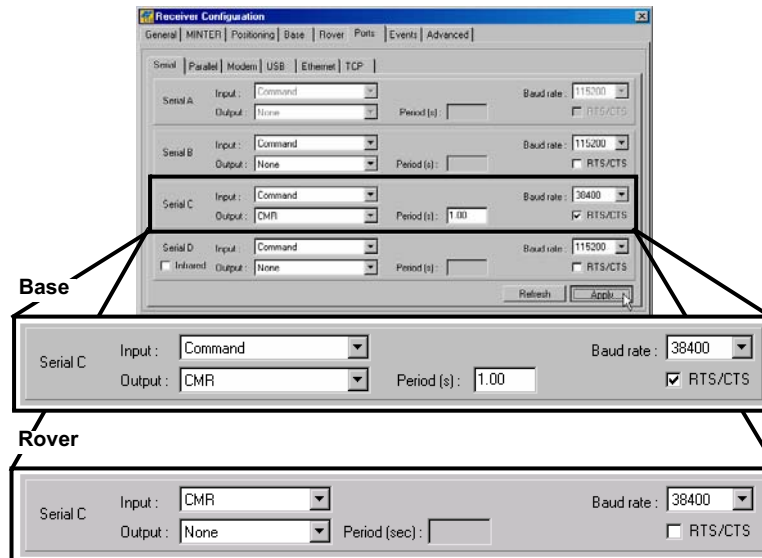 Receiver Configuration
General MINTER Positioning Base Rover Ports Events Advanced
Serial Parallel Modem USB Ethernet TCP
Serial A
Input : Command Baud rate : 115200
Output : None Period (s) : RTS/CTS
Serial B
Input : Command Baud rate : 115200
Output : None Period (s) : RTS/CTS
Serial C
Input : Command Baud rate : 38400
Output : CMR Period (s) : 1.00 RTS/CTS
Serial D Input : Command Baud rate : 115200
Infrared Output : None Period (s) : RTS/CTS
Refresh Apply
Base
Serial C
Input : Command Baud rate : 38400
Output : CMR Period (s) : 1.00 RTS/CTS
Rover
Serial C
Input : CMR Baud rate : 38400
Output : None Period (sec) : RTS/CTS